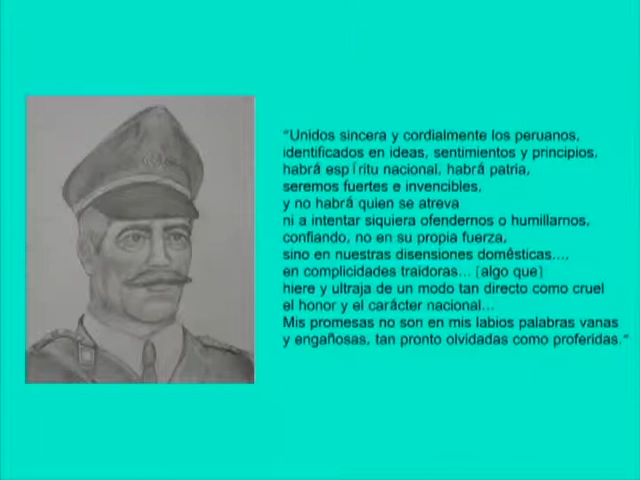 "Unidos sincera y cordialmente los peruanos,
identificados en ideas, sentimientos y principios,
habrá espíritu nacional, habrá patria,
seremos fuertes e invencibles,
y no habrá quien se atreva
ni a intentar siquiera ofendernos o humillarnos,
confiando, no en su propia fuerza,
sino en nuestras disensiones domésticas....,
en complicidades traidoras... (algo que)
hiere y ultraja de un modo tan directo como cruel
el honor y el carácter nacional...
Mis promesas no son en mis labios palabras vanas
y engañosas, tan pronto olvidadas como proferidas."